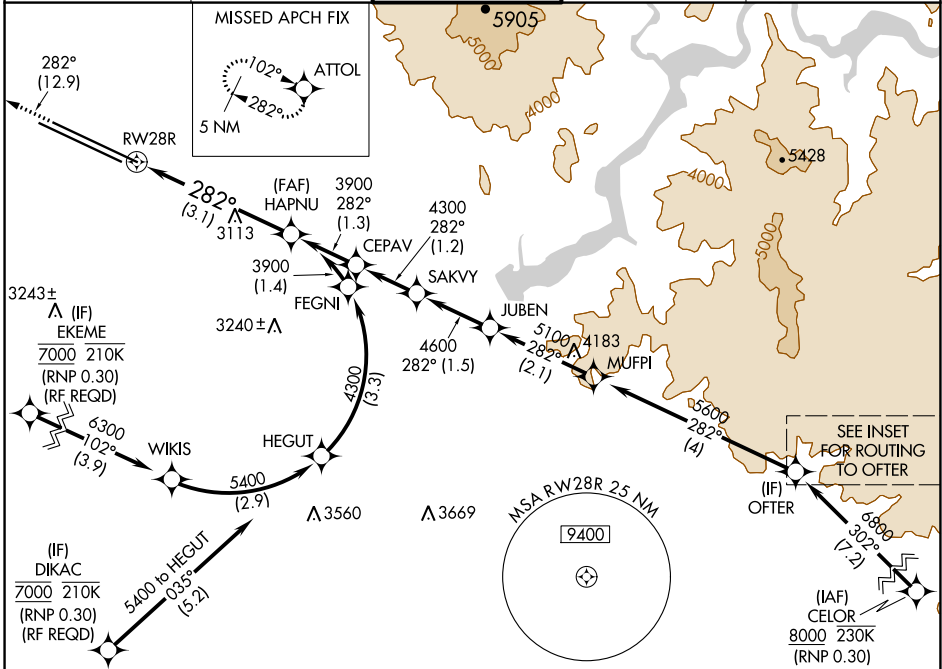 MISSED APCH FIX
102°
ATTOL
282°
5 NM
282°
(12.9)
5905
5000
4000
RW28R
282°
(3.1)
3113
(FAF)
HAPNU
3900
282°
(1.3)
CEPAV
4300
282°
(1.2)
SAKVY
3900
(1.4)
FEGNI
JUBEN
4600
282° (1.5)
5100
282°
(2.1)
4183
MUFPI
4000
5428
5000
3243±
(IF)
EKEME
7000 210K
(RNP 0.30)
(RF REQD)
3240±
6300
102°
(3.9)
WIKIS
HEGUT
4300
(3.3)
5400
(2.9)
3560
3669
5600
282°
(4)
SEE INSET
FOR ROUTING
TO OFTER
(IF)
OFTER
6800
302°
(7.2)
MSA RW28R 25 NM
9400
(IF)
DIKAC
7000 210K
(RNP 0.30)
(RF REQD)
5400 to HEGUT
035°
(5.2)
(IAF)
CELOR
8000 230K
(RNP 0.30)